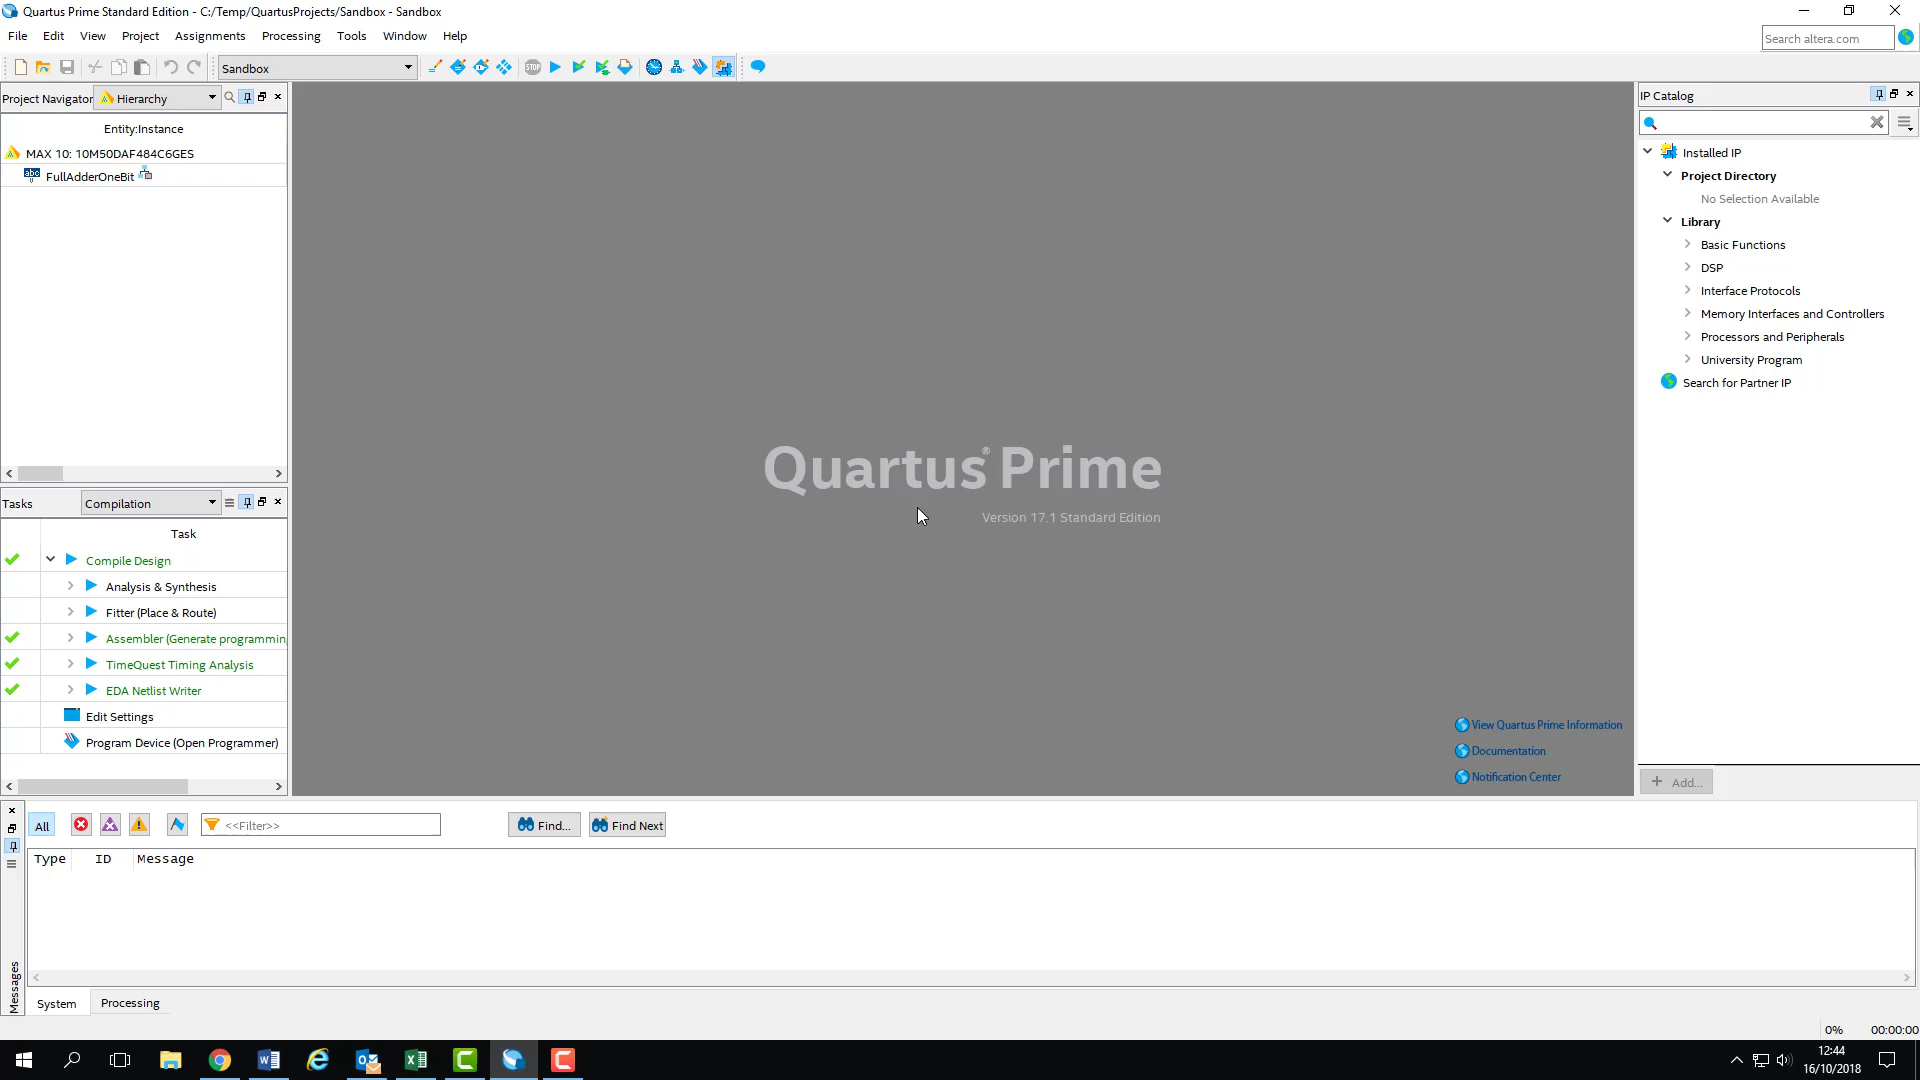 Quartus Prime Standard Edition - C:/Temp/QuartusProjects/Sandbox - Sandbox
File Edit View Project Assignments Processing Tools Window Help
Search altera.com
Sandbox
STOP
Project Navigator Hierarchy
Entity:Instance
MAX 10: 10M50DAF484C6GES
abc FullAdderOneBit
Tasks Compilation
Task
Compile Design
Analysis & Synthesis
Fitter (Place & Route)
Assembler (Generate programmin
TimeQuest Timing Analysis
EDA Netlist Writer
Edit Settings
Program Device (Open Programmer)
Quartus® Prime
Version 17.1 Standard Edition
View Quartus Prime Information
Documentation
Notification Center
IP Catalog
Installed IP
Project Directory
No Selection Available
Library
Basic Functions
DSP
Interface Protocols
Memory Interfaces and Controllers
Processors and Peripherals
University Program
Search for Partner IP
+ Add...
Messages
All <<Filter>> Find... Find Next
Type ID Message
System Processing
0% 00:00:00
12:44
16/10/2018